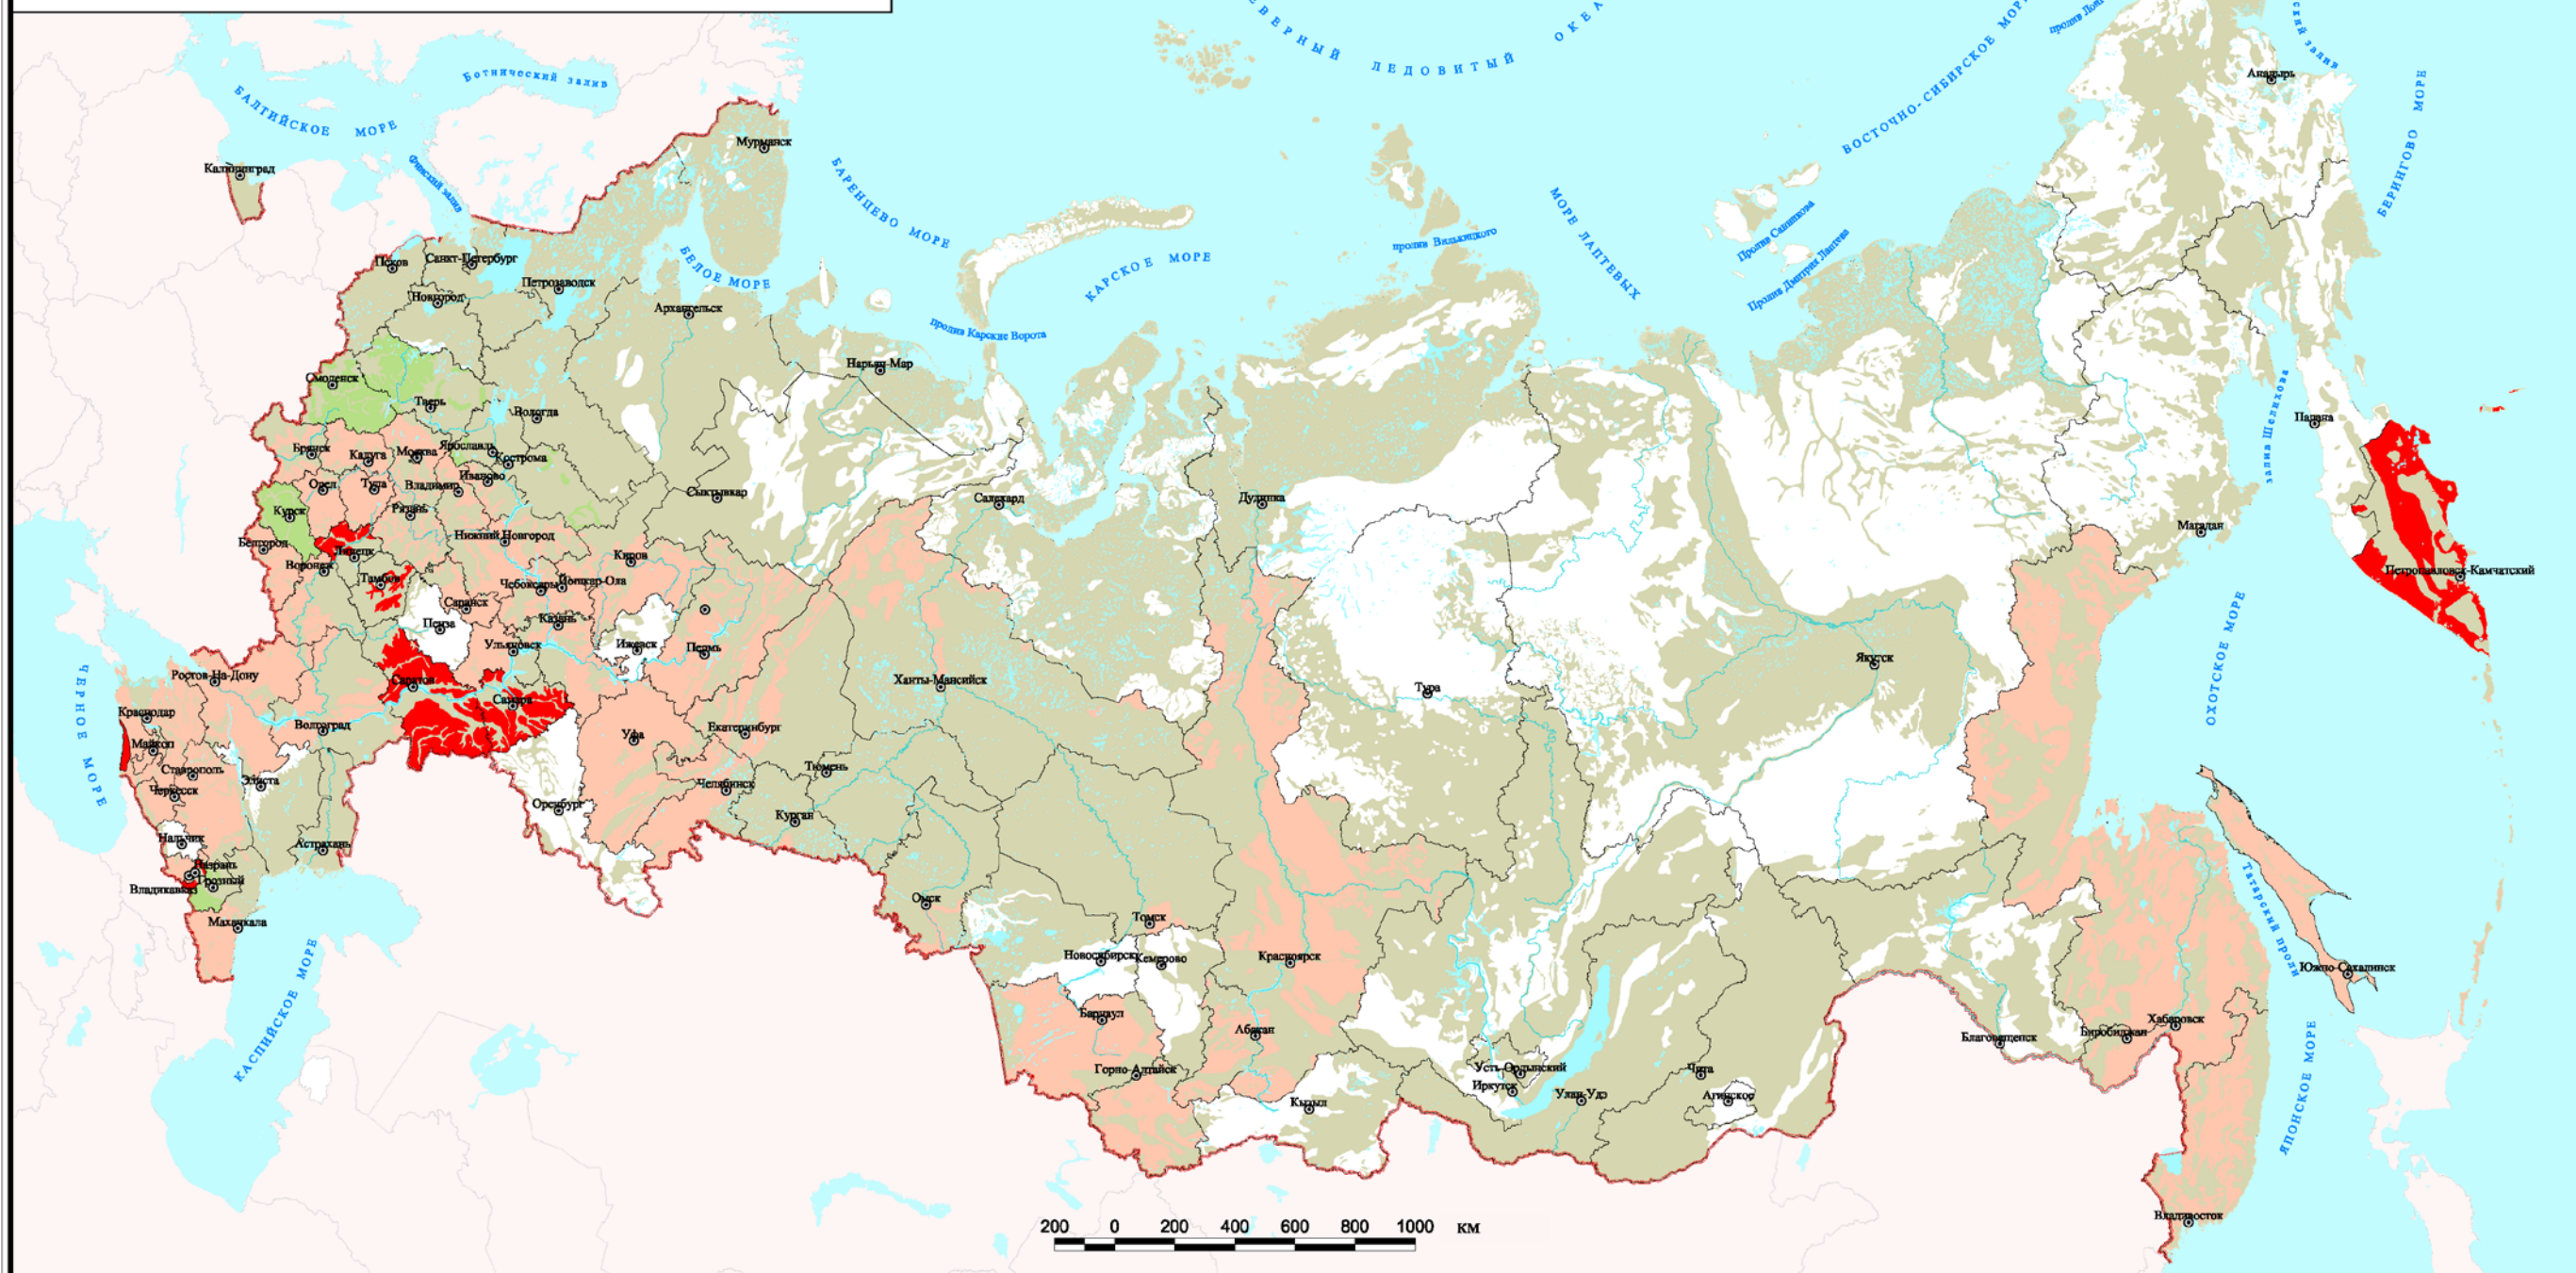 СЕВЕРНЫЙ ЛЕДОВИТЫЙ ОКЕА
ВОСТОЧНО-СИБИРСКОЕ МОР
Ботнический залив
БАЛТИЙСКОЕ МОРЕ
Финский залив
БЕРИНГОВО МОРЕ
Анадырь
Мурманск
Калининград
БАРЕНЦЕВО МОРЕ
БЕЛОЕ МОРЕ
КАРСКОЕ МОРЕ
МОРЕ ЛАПТЕВЫХ
пролив Вилькицкого
Пролив Санникова
Пролив Дмитрия Лаптева
пролив Карские Ворота
Псков
Санкт-Петербург
Петрозаводск
Новгород
Архангельск
Нарьян-Мар
Смоленск
Тверь
Вологда
Палана
залив Шелихова
Брянск
Калуга
Москва
Ярославль
Кострома
Иваново
Орел
Тула
Владимир
Сыктывкар
Салехард
Дудинка
Курск
Рязань
Магадан
Белгород
Липецк
Нижний Новгород
Киров
Воронеж
Тамбов
Чебоксары
Йошкар-Ола
Петропавловск-Камчатский
Саранск
Пенза
Казань
Ульяновск
Ижевск
Пермь
Якутск
ОХОТСКОЕ МОРЕ
Ростов-На-Дону
Саратов
Самара
Ханты-Мансийск
Тура
ЧЕРНОЕ МОРЕ
Краснодар
Волгоград
Уфа
Екатеринбург
Майкоп
Ставрополь
Элиста
Тюмень
Черкесск
Челябинск
Оренбург
Курган
Нальчик
Астрахань
Назрань
Грозный
Владикавказ
Махачкала
Омск
Томск
Татарский проли
КАСПИЙСКОЕ МОРЕ
Новосибирск
Кемерово
Красноярск
Южно-Сахалинск
Барнаул
Абакан
Благовещенск
Биробиджан
Хабаровск
Горно-Алтайск
Кызыл
Усть-Ордынский
Иркутск
Улан-Удэ
Чита
Агинское
ЯПОНСКОЕ МОРЕ
Владивосток
200 0 200 400 600 800 1000 км